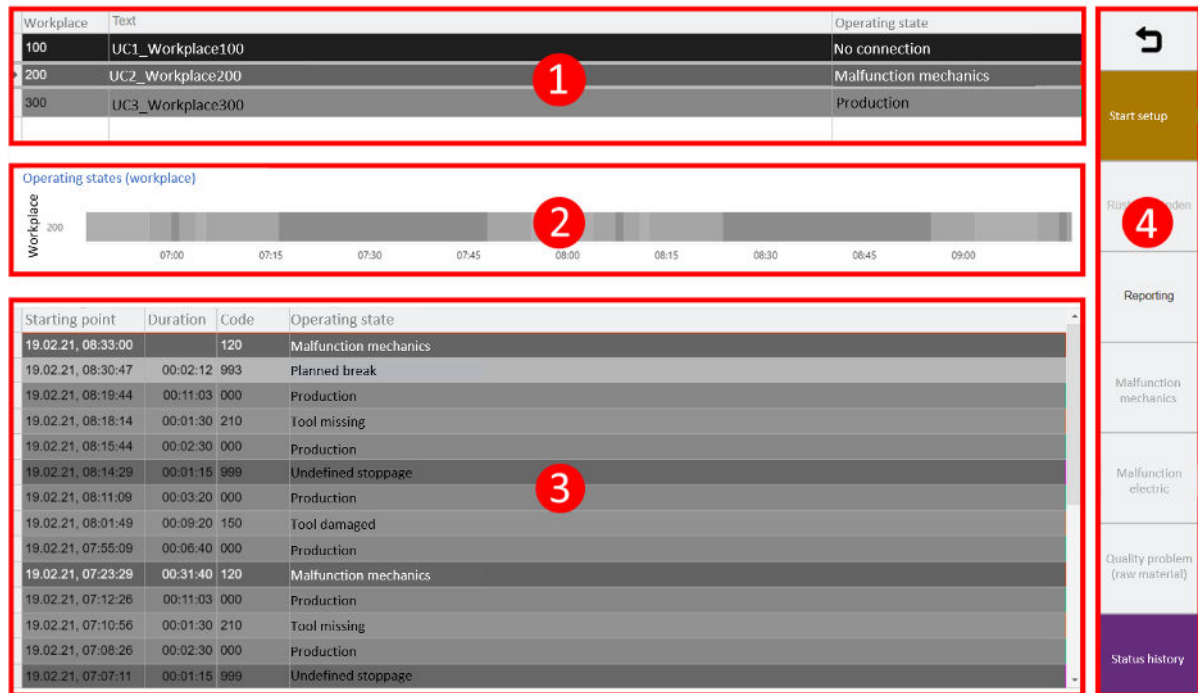 Workplace Text Operating state
100 UC1_Workplace100 No connection
200 UC2_Workplace200 Malfunction mechanics
300 UC3_Workplace300 Production
1
Operating states (workplace)
Workplace
200
2
07:00 07:15 07:30 07:45 08:00 08:15 08:30 08:45 09:00
Starting point Duration Code Operating state
19.02.21, 08:33:00 120 Malfunction mechanics
19.02.21, 08:30:47 00:02:12 993 Planned break
19.02.21, 08:19:44 00:11:03 000 Production
19.02.21, 08:18:14 00:01:30 210 Tool missing
19.02.21, 08:15:44 00:02:30 000 Production
19.02.21, 08:14:29 00:01:15 999 Undefined stoppage
19.02.21, 08:11:09 00:03:20 000 Production
19.02.21, 08:01:49 00:09:20 150 Tool damaged
19.02.21, 07:55:09 00:06:40 000 Production
19.02.21, 07:23:29 00:31:40 120 Malfunction mechanics
19.02.21, 07:12:26 00:11:03 000 Production
19.02.21, 07:10:56 00:01:30 210 Tool missing
19.02.21, 07:08:26 00:02:30 000 Production
19.02.21, 07:07:11 00:01:15 999 Undefined stoppage
3
Start setup
4
Reporting
Malfunction
mechanics
Malfunction
electric
Quality problem
(raw material)
Status history